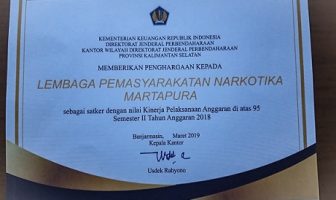 KEMENTERIAN KEUANGAN REPUBLIK INDONESIA
DIREKTORAT JENDERAL PERBENDAHARAAN
KANTOR WILAYAH DIREKTORAT JENDERAL PERBENDAHARAAN
PROVINSI KALIMANTAN SELATAN
MEMBERIKAN PENGHARGAAN KEPADA
LEMBAGA PEMASYARAKATAN NARKOTIKA
MARTAPURA
sebagai satker dengan nilai Kinerja Pelaksanaan Anggaran di atas 95
Semester II Tahun Anggaran 2018
Banjarmasin, Maret 2019
Kepala Kantor
Usdek Rahyono